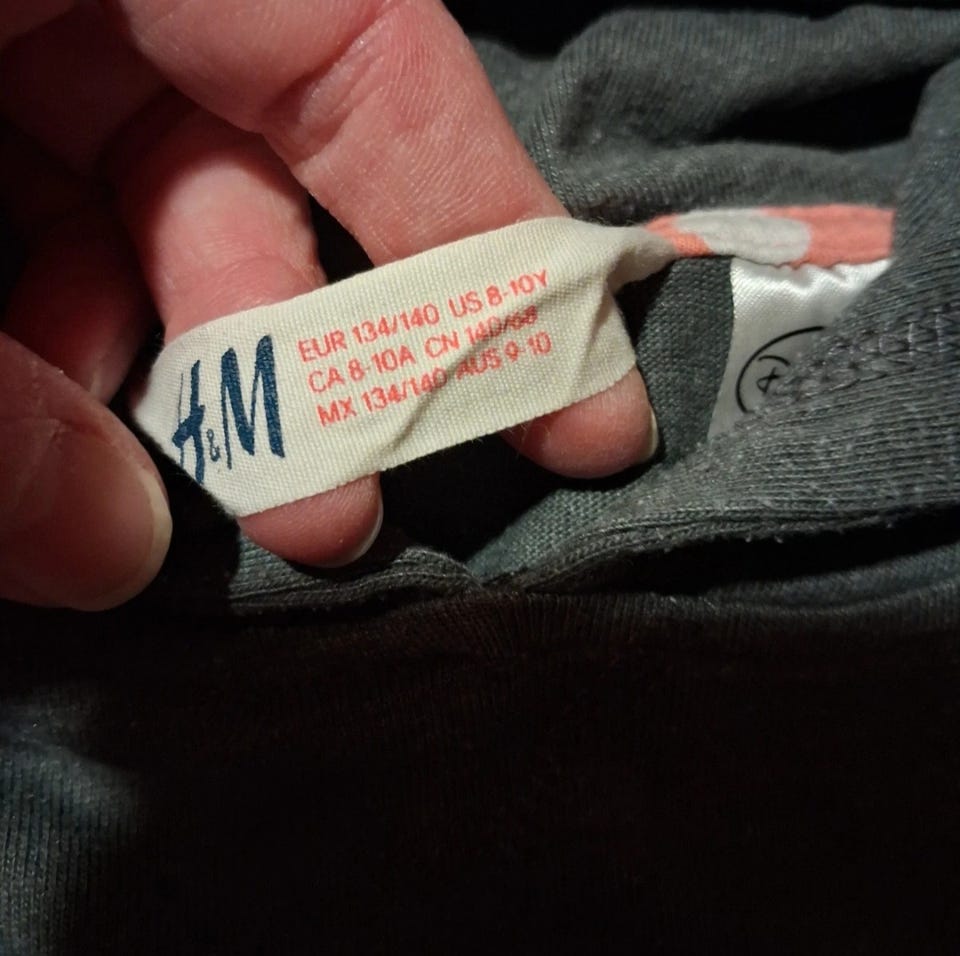 H&M
EUR 134/140 US 8-10Y
CA 8-10A CN 140/68
MX 134/140 AUS 9-10